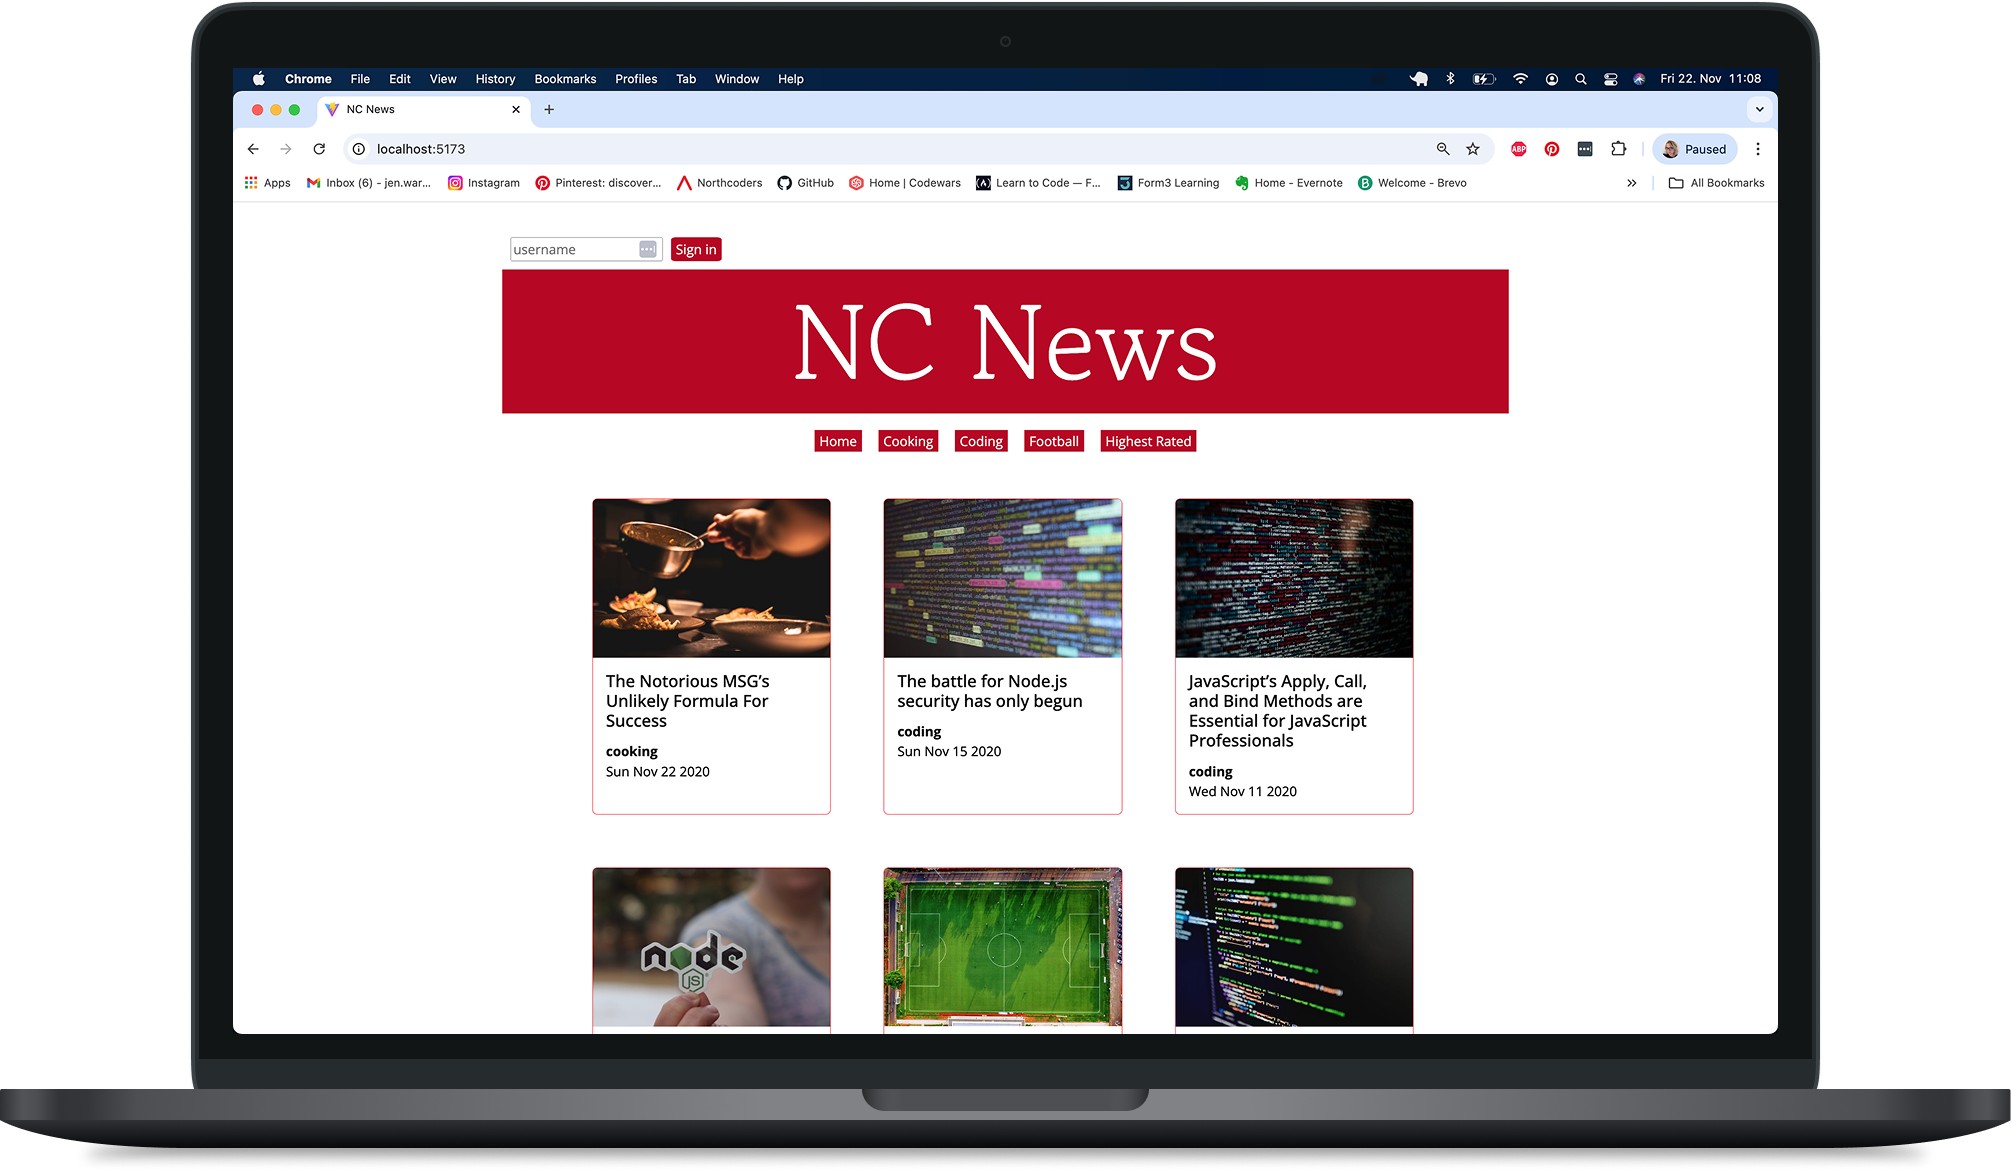 Chrome File Edit View History Bookmarks Profiles Tab Window Help Fri 22. Nov 11:08
NC News
localhost:5173 ABP Paused
Apps Inbox (6) - jen.war... Instagram Pinterest: discover... Northcoders GitHub Home | Codewars Learn to Code — F... Form3 Learning Home - Evernote Welcome - Brevo All Bookmarks
username Sign in
NC News
Home Cooking Coding Football Highest Rated
The Notorious MSG’s
Unlikely Formula For
Success
cooking
Sun Nov 22 2020
The battle for Node.js
security has only begun
coding
Sun Nov 15 2020
JavaScript’s Apply, Call,
and Bind Methods are
Essential for JavaScript
Professionals
coding
Wed Nov 11 2020
node
JS